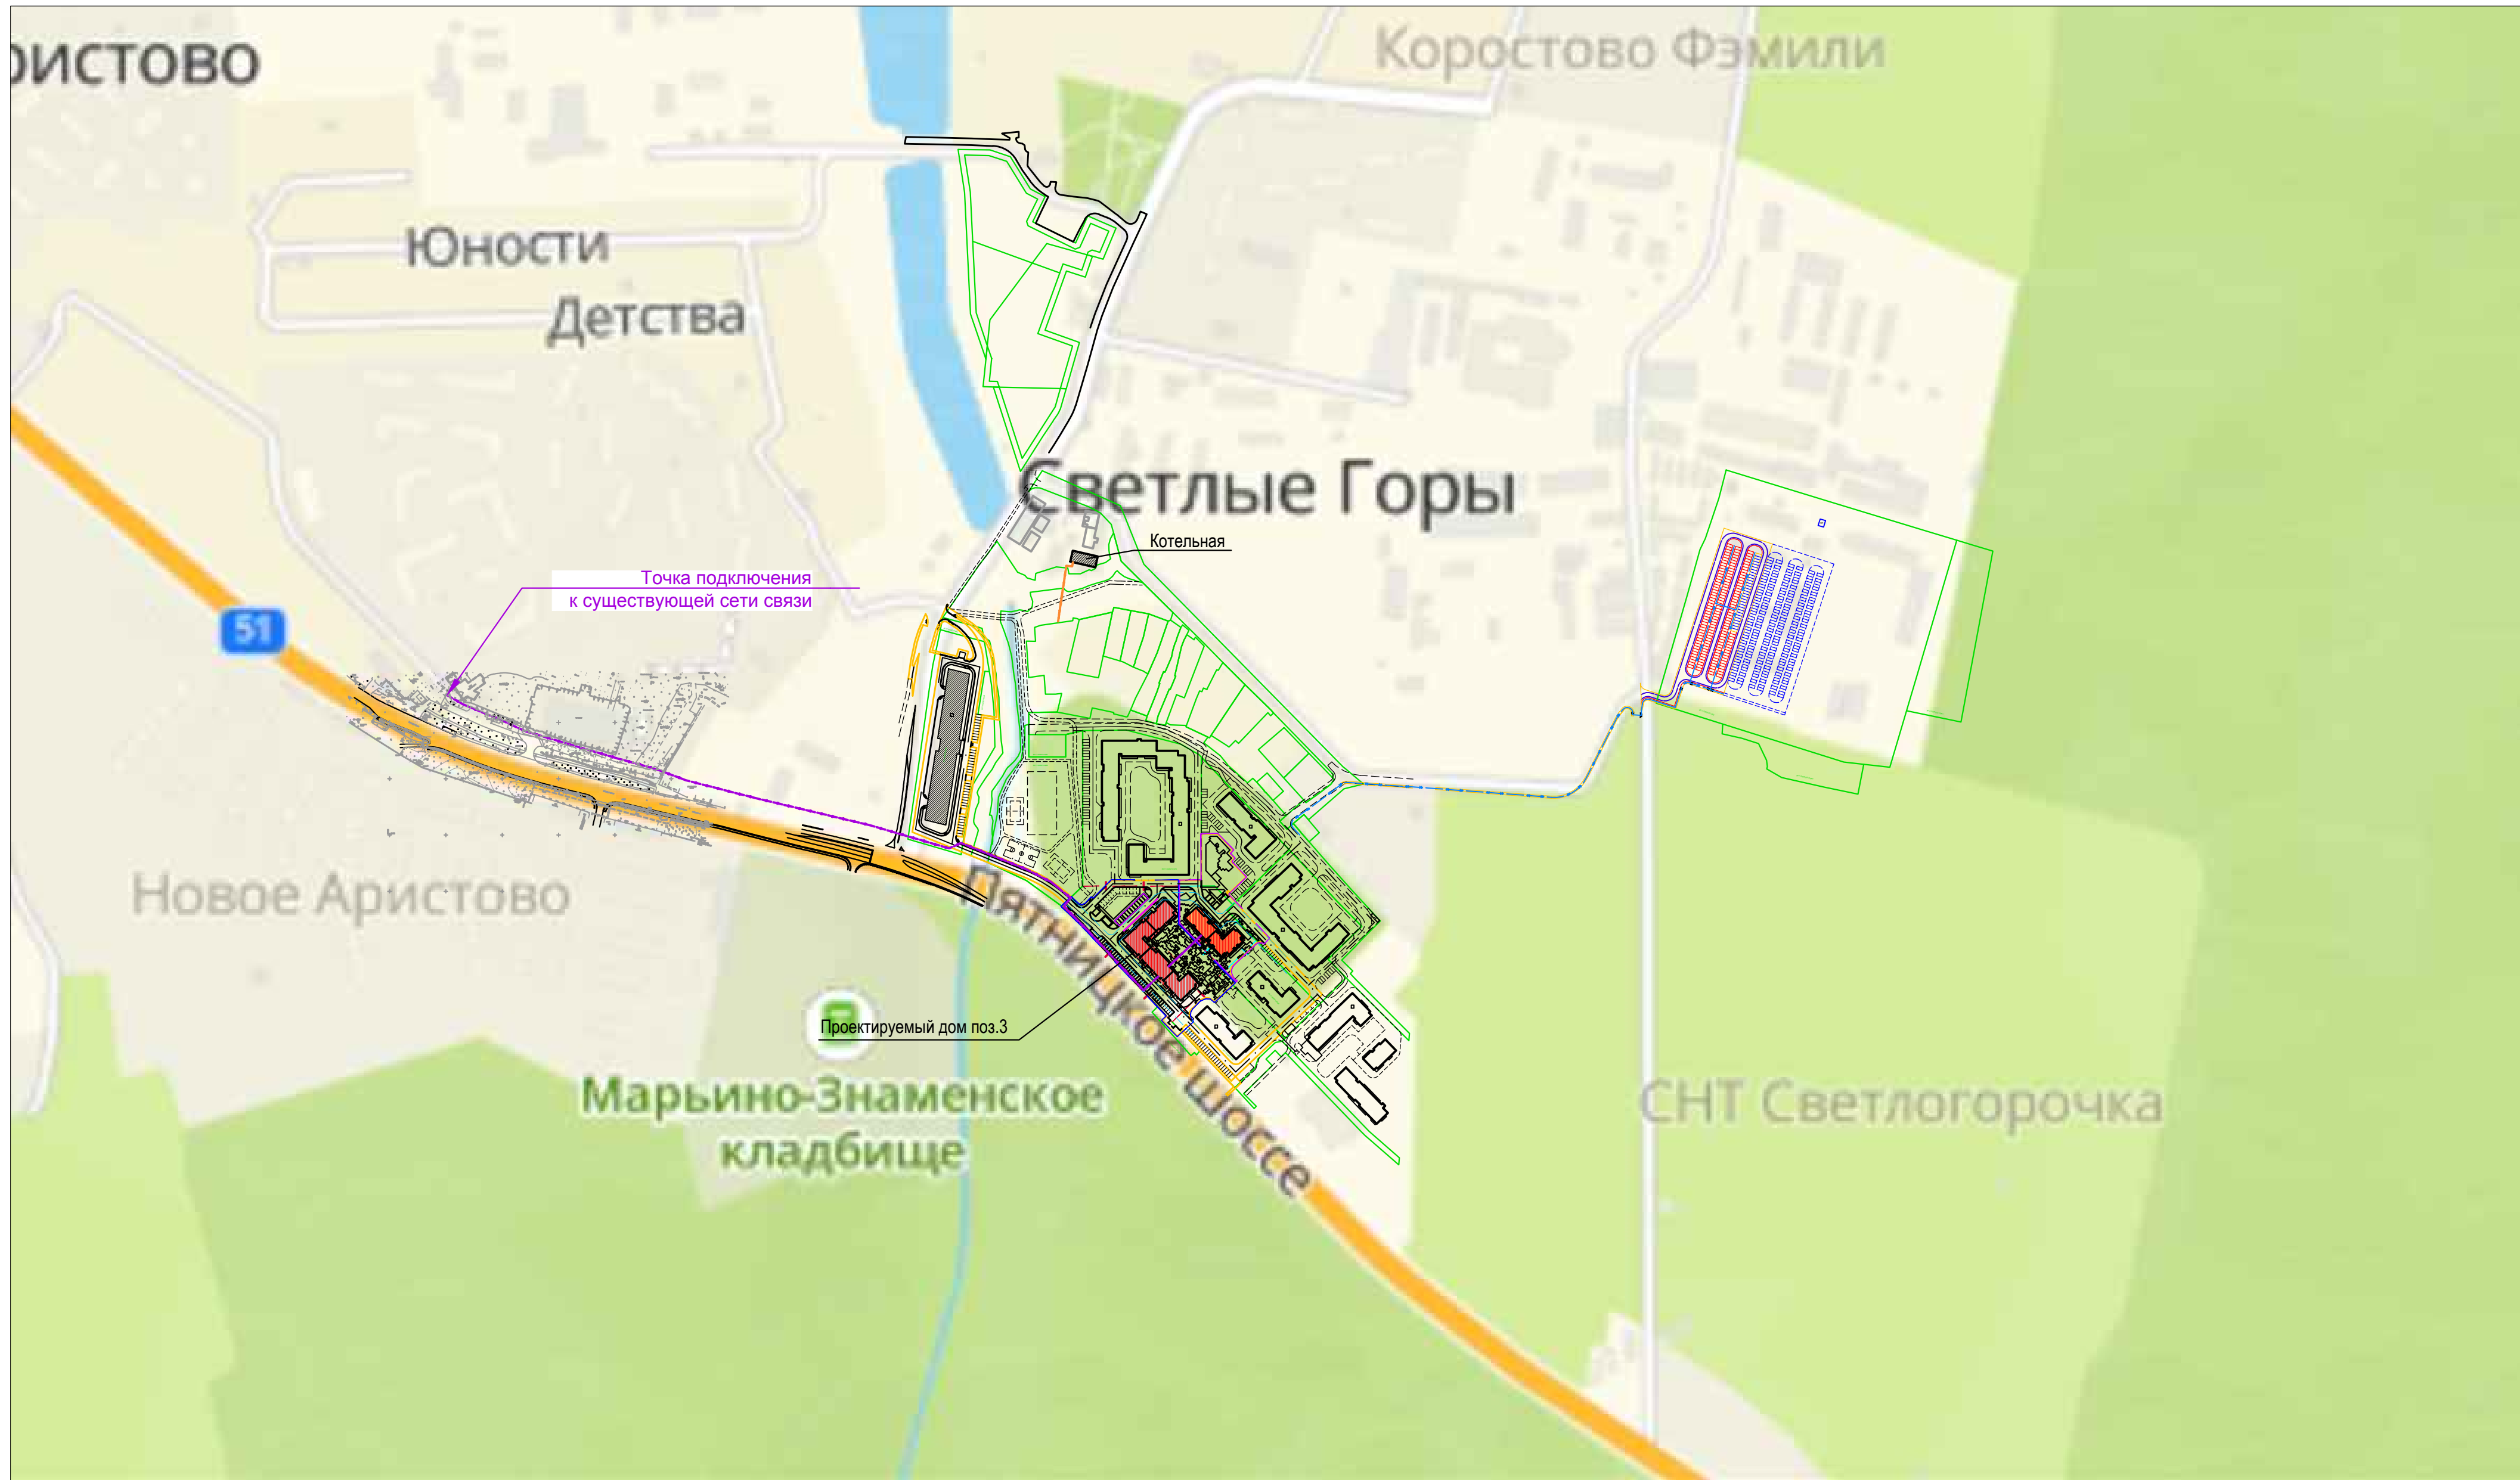 ристово
Коростово Фэмили
Юности
Детства
Светлые Горы
Котельная
Точка подключения
к существующей сети связи
51
Новое Аристово
Пятницкое шоссе
Проектируемый дом поз.3
Марьино-Знаменское
кладбище
СНТ Светлогорочка